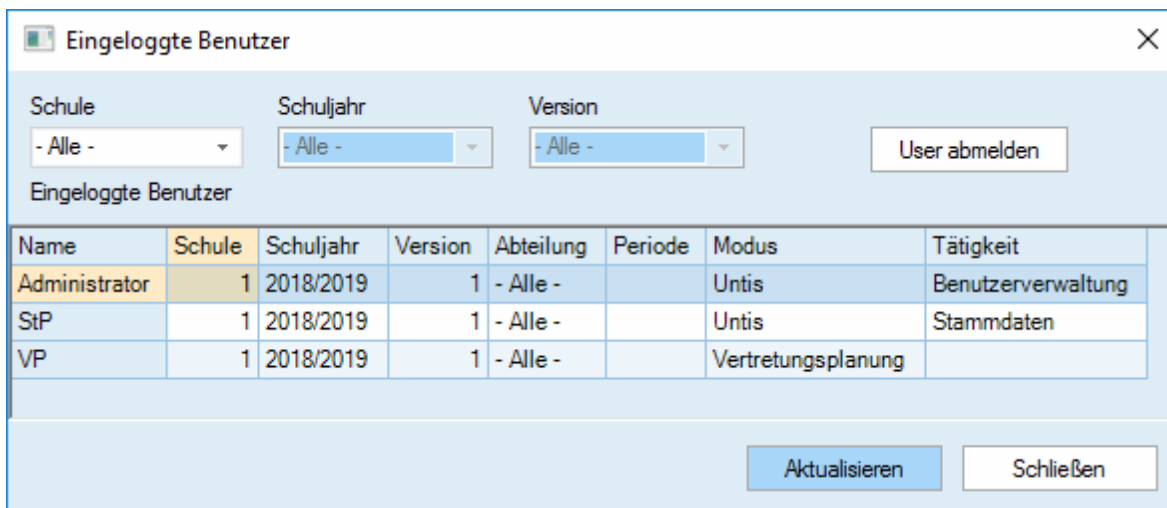 Eingeloggte Benutzer
Schule Schuljahr Version
- Alle - - Alle - - Alle - User abmelden
Eingeloggte Benutzer
Name Schule Schuljahr Version Abteilung Periode Modus Tätigkeit
Administrator 1 2018/2019 1 - Alle - Untis Benutzerverwaltung
StP 1 2018/2019 1 - Alle - Untis Stammdaten
VP 1 2018/2019 1 - Alle - Vertretungsplanung
Aktualisieren Schließen